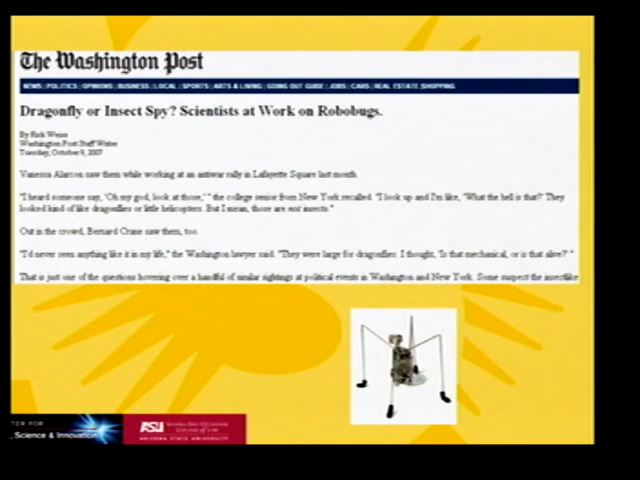 The Washington Post
NEWS | POLITICS | OPINIONS | BUSINESS | LOCAL | SPORTS | ARTS & LIVING | GOING OUT GUIDE | JOBS | CARS | REAL ESTATE | SHOPPING
Dragonfly or Insect Spy? Scientists at Work on Robobugs.
By Rick Weiss
Washington Post Staff Writer
Tuesday, October 9, 2007
Vanessa Alarcon saw them while working at an antiwar rally in Lafayette Square last month.
"I heard someone say, 'Oh my god, look at those,' " the college senior from New York recalled. "I look up and I'm like, 'What the hell is that?' They
looked kind of like dragonflies or little helicopters. But I mean, those are not insects."
Out in the crowd, Bernard Crane saw them, too.
"I'd never seen anything like it in my life," the Washington lawyer said. "They were large for dragonflies. I thought, 'Is that mechanical, or is that alive?' "
That is just one of the questions hovering over a handful of similar sightings at political events in Washington and New York. Some suspect the insectlike
TER FOR
, Science & Innovation
ASU
College of Law
ARIZONA STATE UNIVERSITY